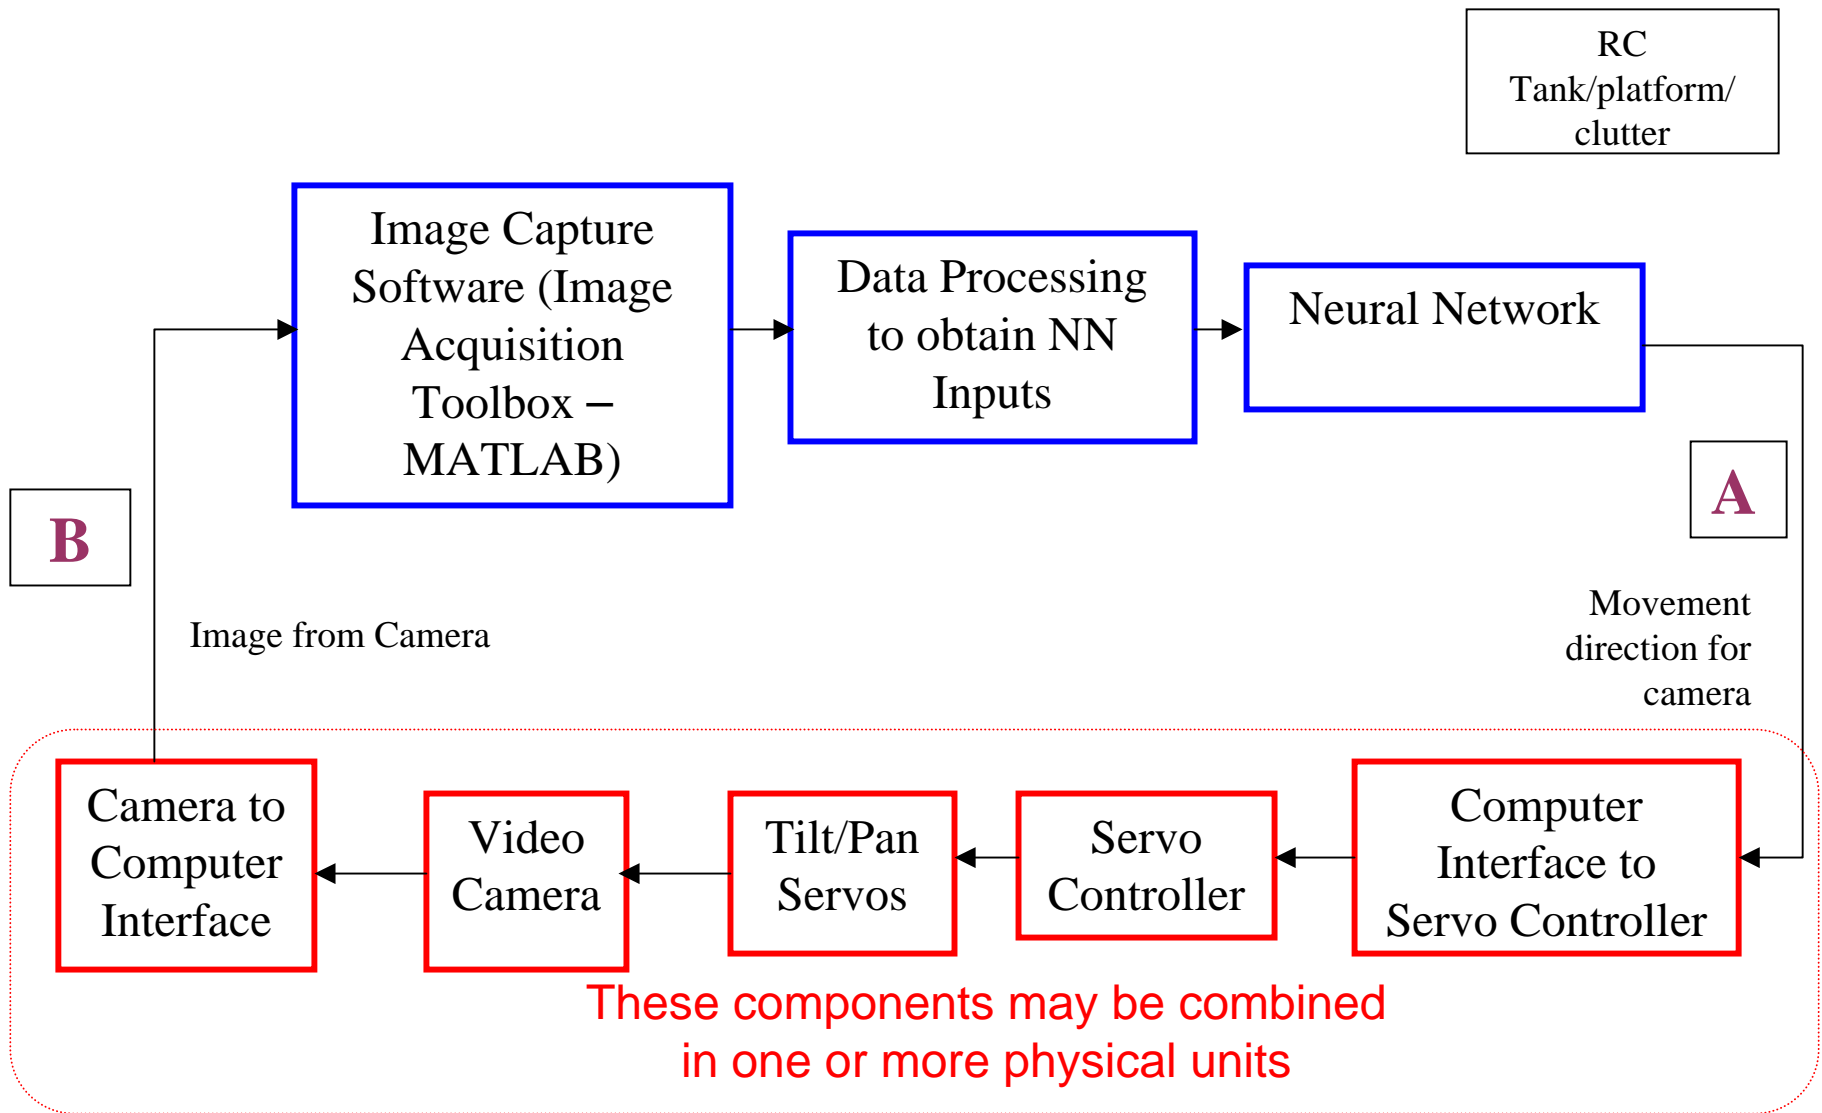 RC
Tank/platform/
clutter
Image Capture
Software (Image
Acquisition
Toolbox –
MATLAB)
Data Processing
to obtain NN
Inputs
Neural Network
B
A
Image from Camera
Movement
direction for
camera
Camera to
Computer
Interface
Video
Camera
Tilt/Pan
Servos
Servo
Controller
Computer
Interface to
Servo Controller
These components may be combined
in one or more physical units